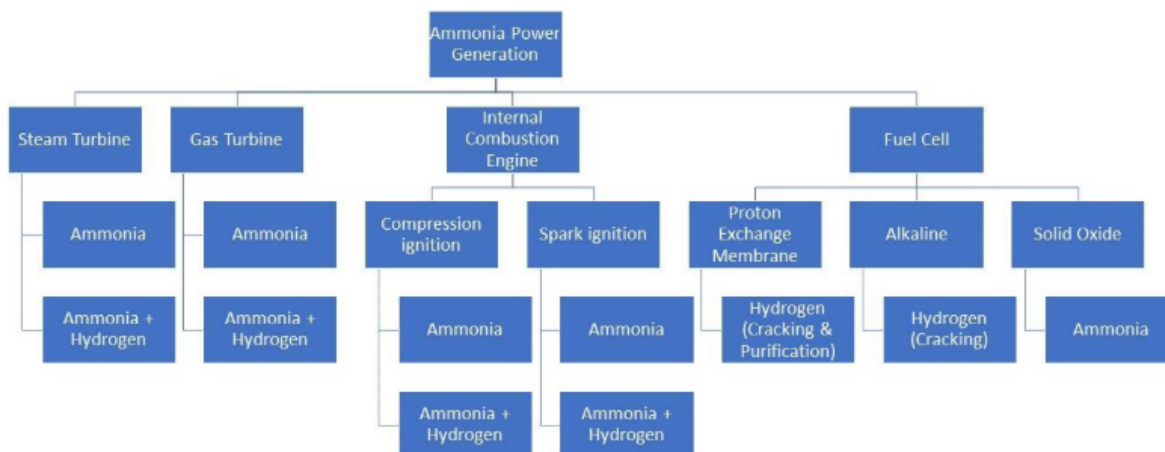 Ammonia Power
Generation
Steam Turbine
Gas Turbine
Internal
Combustion
Engine
Fuel Cell
Ammonia
Ammonia +
Hydrogen
Ammonia
Ammonia +
Hydrogen
Compression
ignition
Ammonia
Ammonia +
Hydrogen
Spark ignition
Ammonia
Ammonia +
Hydrogen
Proton
Exchange
Membrane
Hydrogen
(Cracking &
Purification)
Alkaline
Hydrogen
(Cracking)
Solid Oxide
Ammonia